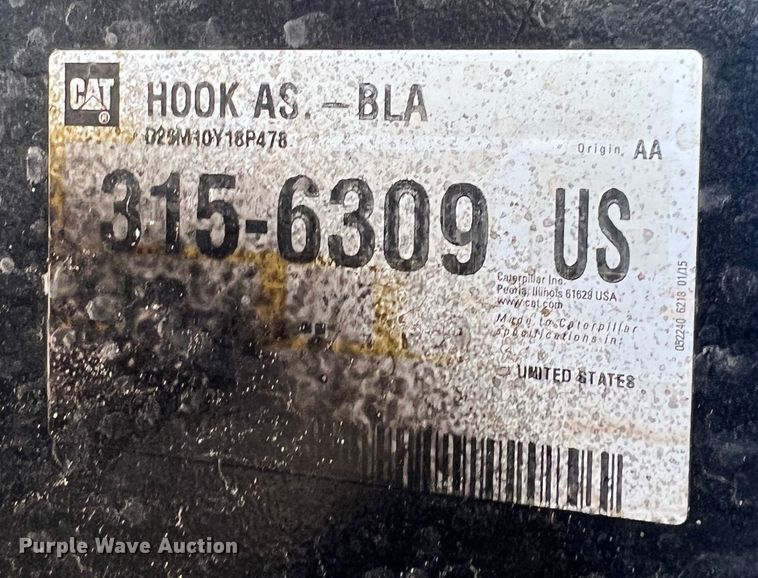 CAT ®
HOOK AS. - BLA
D29M10Y18P478
Origin AA
315-6309 US
Caterpillar Inc.
Peoria, Illinois 61629 USA
www.cat.com
Made to Caterpillar
specifications in:
UNITED STATES
052240 6218 01/15
Purple Wave Auction